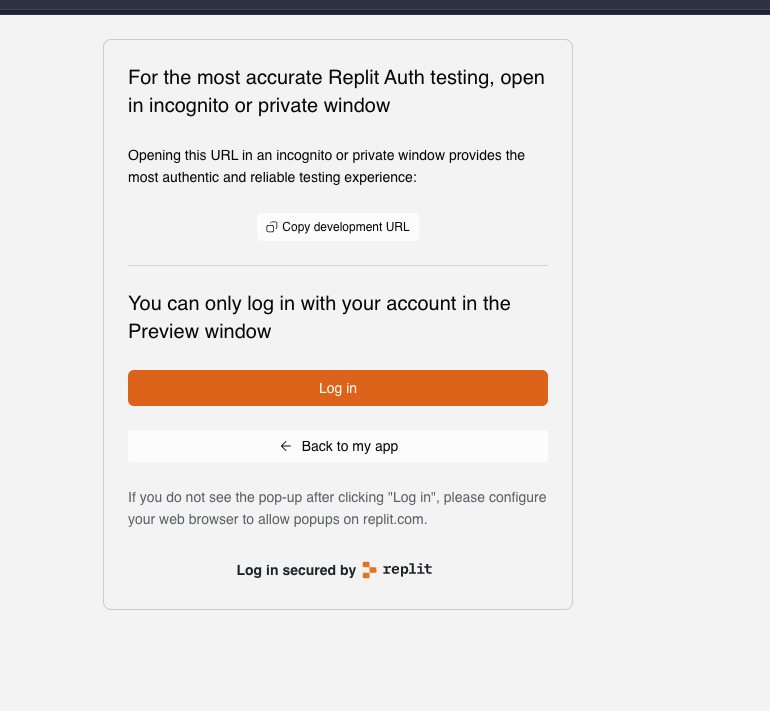 For the most accurate Replit Auth testing, open
in incognito or private window
Opening this URL in an incognito or private window provides the
most authentic and reliable testing experience:
Copy development URL
You can only log in with your account in the
Preview window
Log in
Back to my app
If you do not see the pop-up after clicking "Log in", please configure
your web browser to allow popups on replit.com.
Log in secured by replit